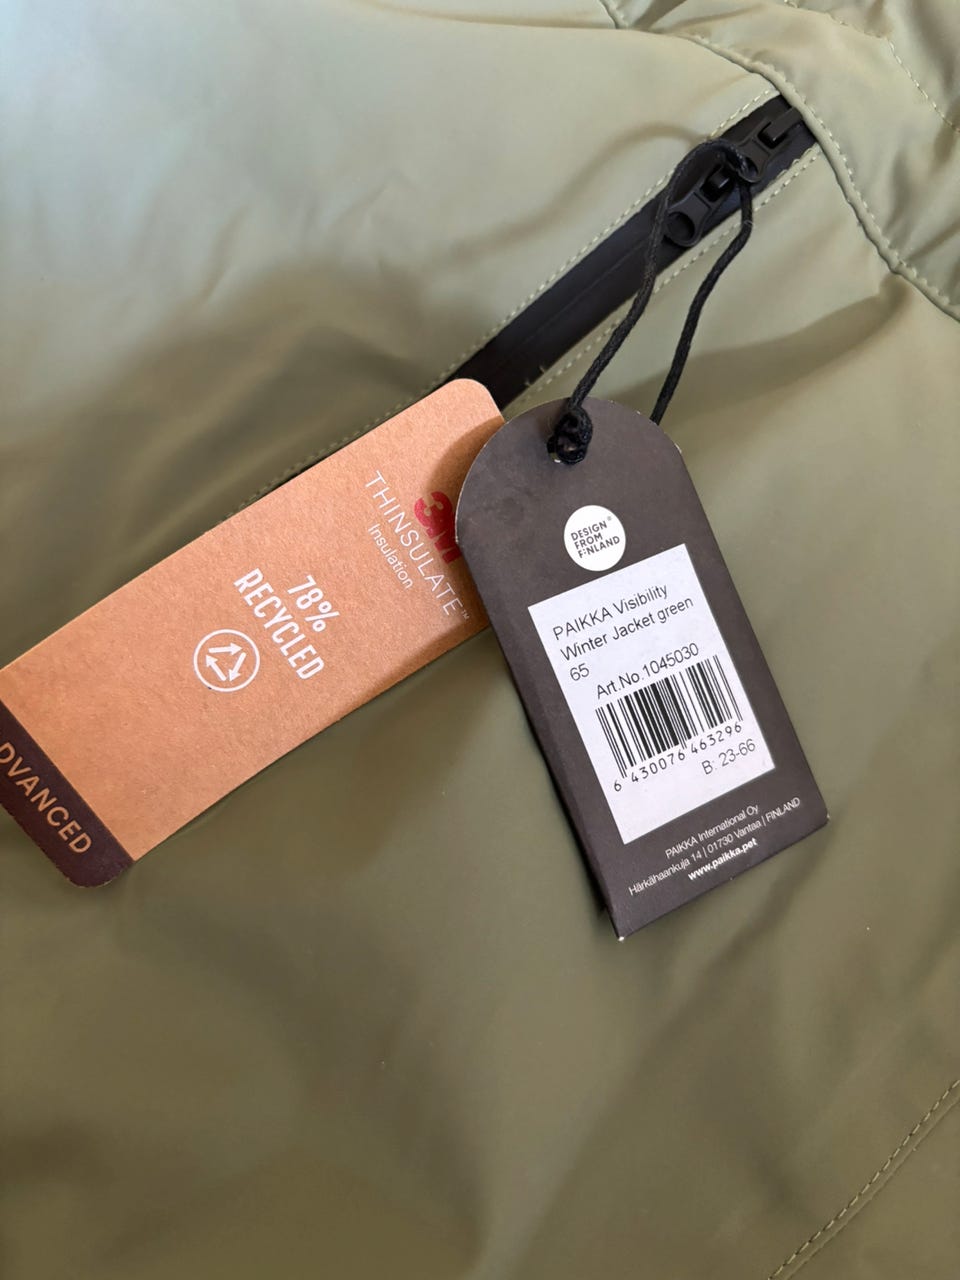 3M
THINSULATE™
Insulation
78%
RECYCLED
ADVANCED
DESIGN®
FROM
FINLAND
PAIKKA Visibility
Winter Jacket green
65
Art.No.1045030
6 430076 463296
B: 23-66
PAIKKA International Oy
Härkähaankuja 14 | 01730 Vantaa | FINLAND
www.paikka.pet